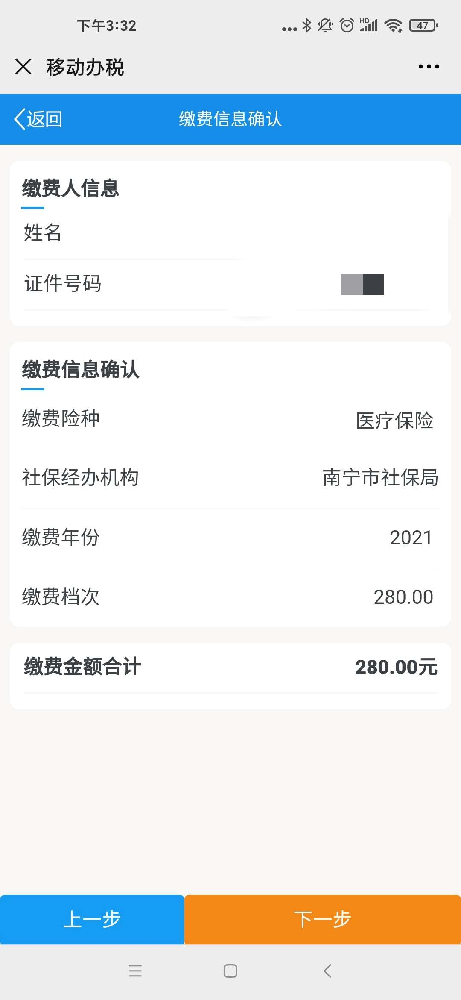 下午3:32
HD
47
移动办税
返回
缴费信息确认
缴费人信息
姓名
证件号码
缴费信息确认
缴费险种 医疗保险
社保经办机构 南宁市社保局
缴费年份 2021
缴费档次 280.00
缴费金额合计 280.00元
上一步 下一步